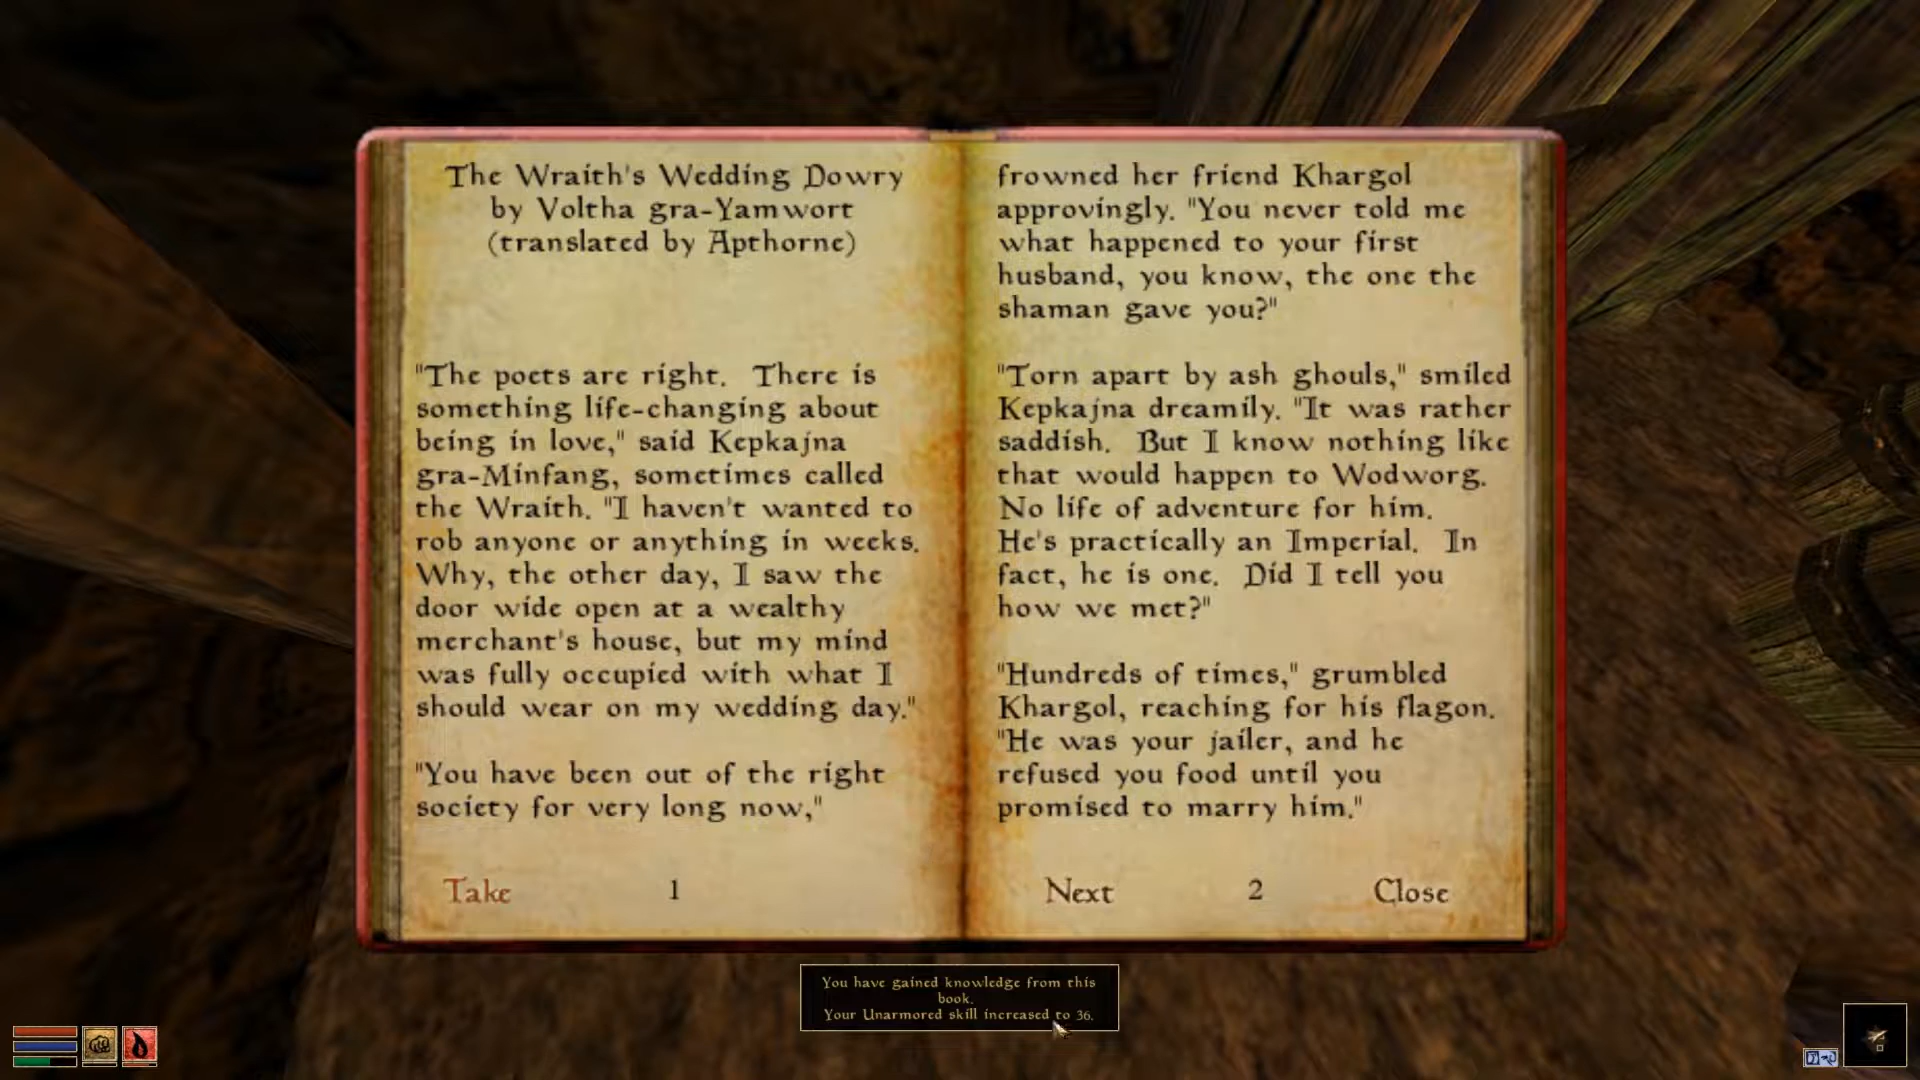 The Wraith's Wedding Dowry
by Voltha gra-Yamwort
(translated by Apthorne)
"The poets are right.  There is
something life-changing about
being in love," said Kepkajna
gra-Minfang, sometimes called
the Wraith. "I haven't wanted to
rob anyone or anything in weeks.
Why, the other day, I saw the
door wide open at a wealthy
merchant's house, but my mind
was fully occupied with what I
should wear on my wedding day."
"You have been out of the right
society for very long now,"
Take
1
frowned her friend Khargol
approvingly. "You never told me
what happened to your first
husband, you know, the one the
shaman gave you?"
"Torn apart by ash ghouls," smiled
Kepkajna dreamily. "It was rather
saddish.  But I know nothing like
that would happen to Wodworg.
No life of adventure for him.
He's practically an Imperial.  In
fact, he is one.  Did I tell you
how we met?"
"Hundreds of times," grumbled
Khargol, reaching for his flagon.
"He was your jailer, and he
refused you food until you
promised to marry him."
Next
2
Close
You have gained knowledge from this
book.
Your Unarmored skill increased to 36.